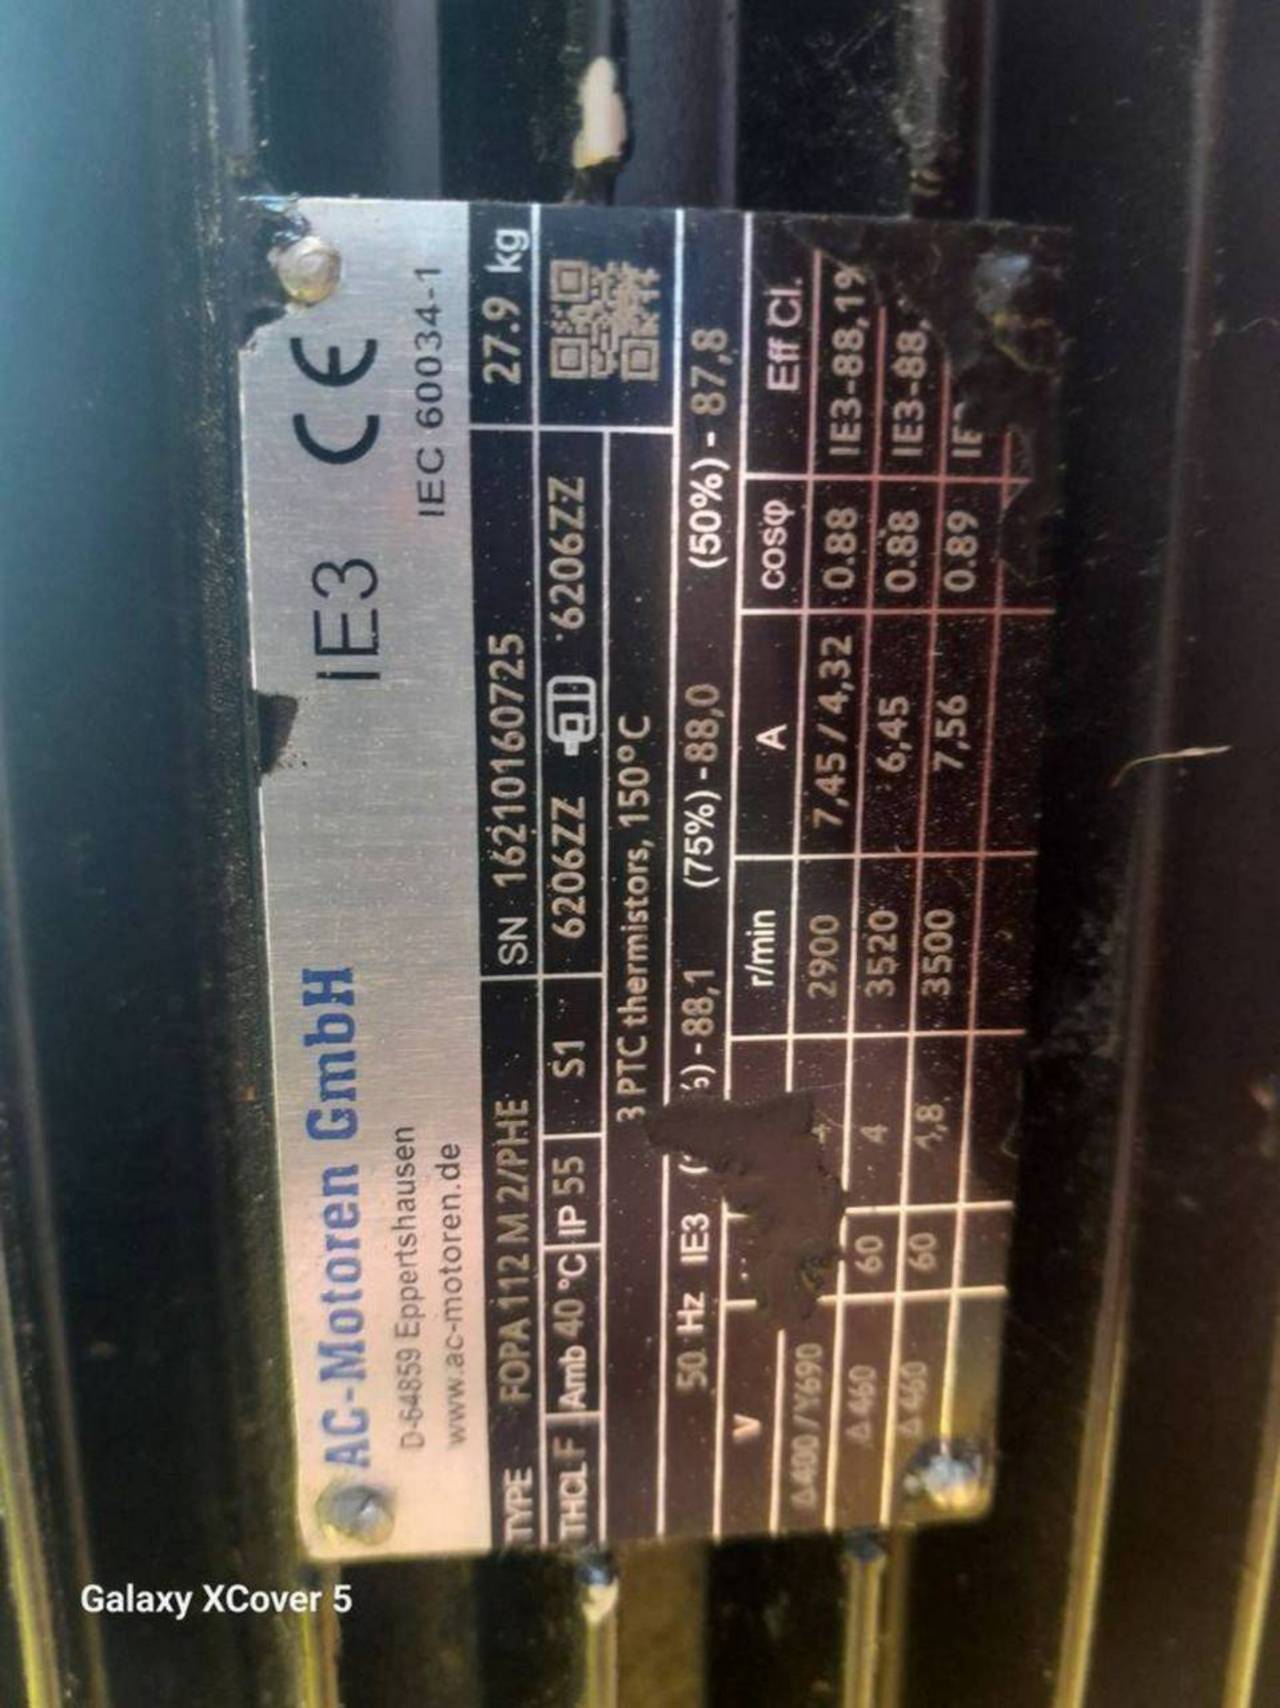 AC-Motoren GmbH iE3 CE
D-64859 Eppertshausen
www.ac-motoren.de IEC 60034-1
TYPE FOPA 112 M 2/PHE SN 16210160725 27.9 kg
THCL F Amb 40 °C IP 55 S1 6206ZZ 6206ZZ
3 PTC thermistors, 150°C
50 Hz IE3 -88,1 (75%) -88,0 (50%) - 87,8
V r/min A cosφ Eff Cl.
Δ400/Y690 2900 7,45 / 4,32 0.88 IE3-88,1
Δ460 60 4 3520 6,45 0.88 IE3-88,
Δ460 60 3500 7,56 0.89
Galaxy XCover 5